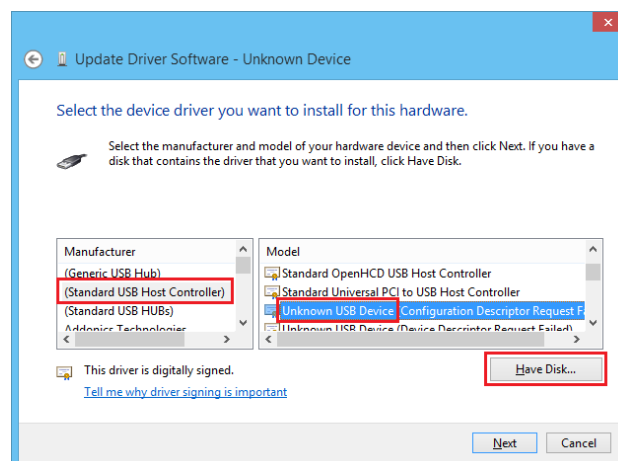 Update Driver Software - Unknown Device
Select the device driver you want to install for this hardware.
Select the manufacturer and model of your hardware device and then click Next. If you have a
disk that contains the driver that you want to install, click Have Disk.
Manufacturer
(Generic USB Hub)
(Standard USB Host Controller)
(Standard USB HUBs)
Addonics Technologies
Model
Standard OpenHCD USB Host Controller
Standard Universal PCI to USB Host Controller
Unknown USB Device (Configuration Descriptor Request F
Unknown USB Device (Device Descriptor Request Failed)
This driver is digitally signed.
Tell me why driver signing is important
Have Disk...
Next
Cancel